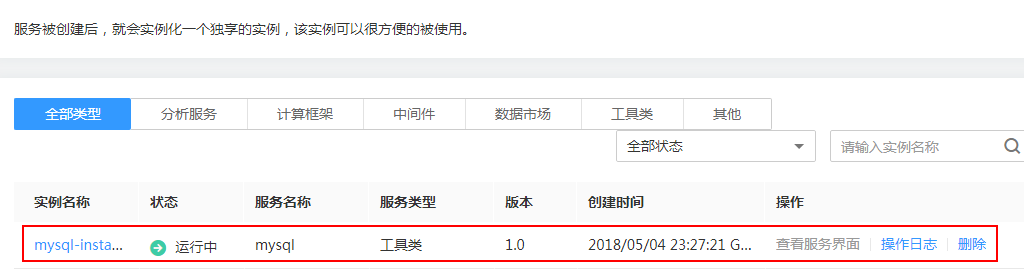 服务被创建后，就会实例化一个独享的实例，该实例可以很方便的被使用。
全部类型 分析服务 计算框架 中间件 数据市场 工具类 其他
全部状态 请输入实例名称
实例名称 状态 服务名称 服务类型 版本 创建时间 操作
mysql-insta... 运行中 mysql 工具类 1.0 2018/05/04 23:27:21 G... 查看服务界面 操作日志 删除